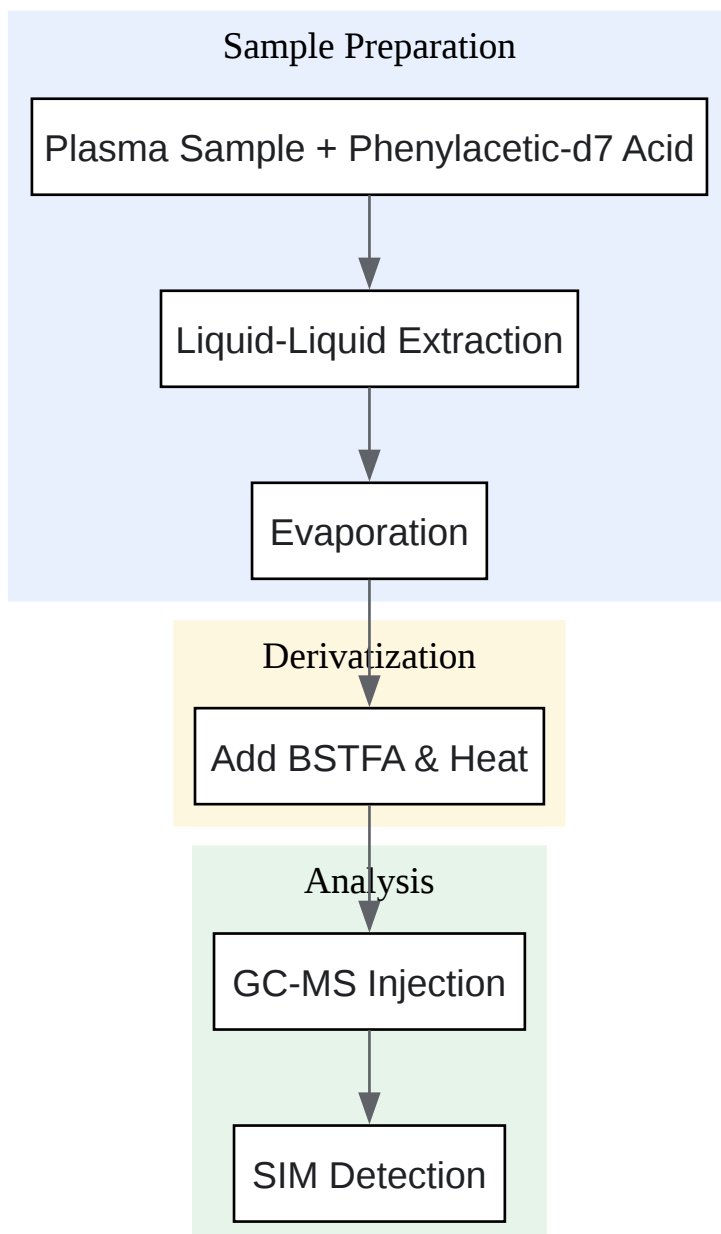 Sample Preparation
Plasma Sample + Phenylacetic-d7 Acid
Liquid-Liquid Extraction
Evaporation
Derivatization
Add BSTFA & Heat
Analysis
GC-MS Injection
SIM Detection